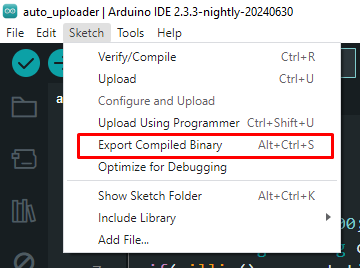 auto_uploader | Arduino IDE 2.3.3-nightly-20240630
File Edit Sketch Tools Help
Verify/Compile Ctrl+R
Upload Ctrl+U
Configure and Upload
Upload Using Programmer Ctrl+Shift+U
Export Compiled Binary Alt+Ctrl+S
Optimize for Debugging
Show Sketch Folder Alt+Ctrl+K
Include Library
Add File...